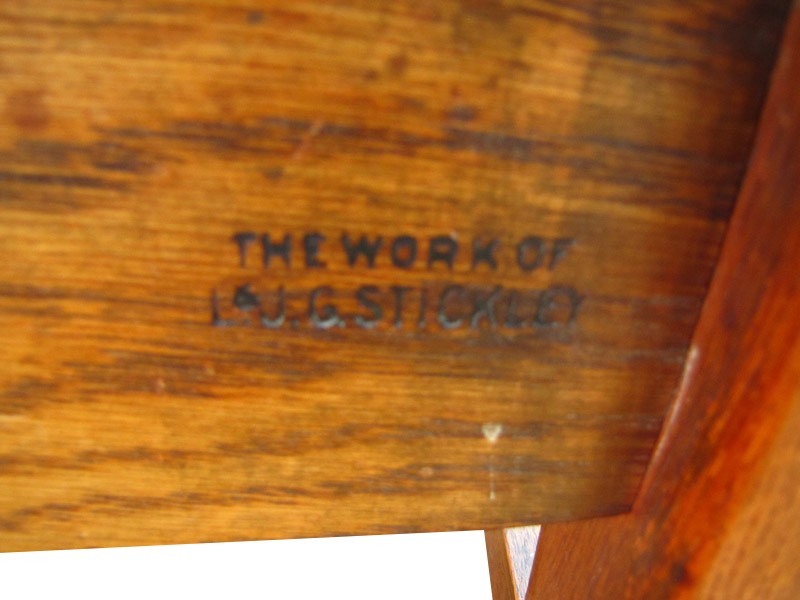 THE WORK OF
L.&J.G.STICKLEY